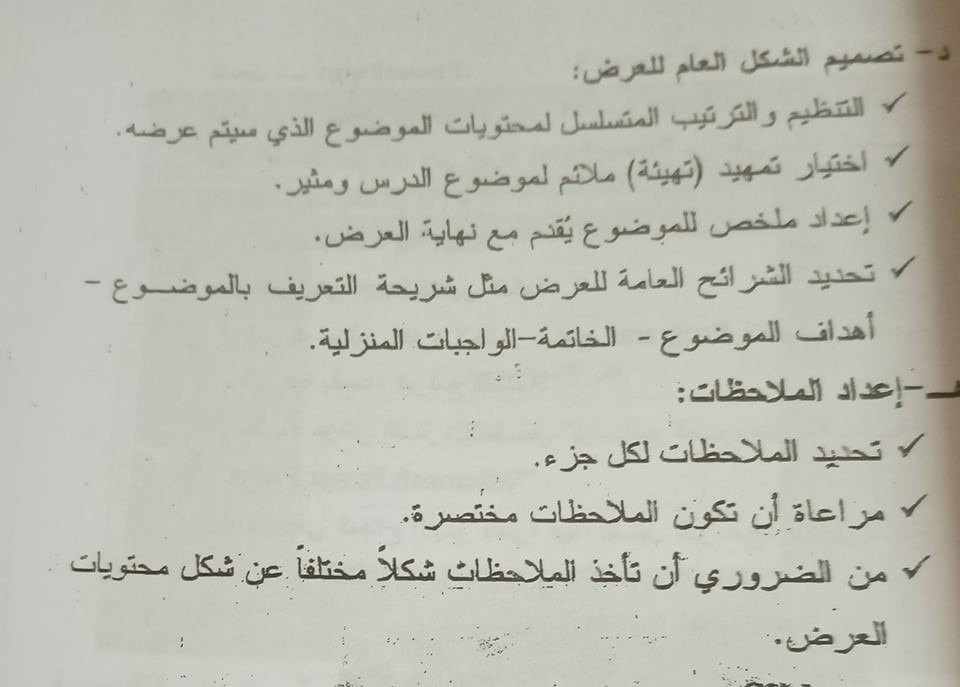 د- تصميم الشكل العام للعرض:
✓ التنظيم والترتيب المتسلسل لمحتويات الموضوع الذي سيتم عرضه.
✓ اختيار تمهيد (تهيئة) ملائم لموضوع الدرس ومثير.
✓ إعداد ملخص للموضوع يُقدم مع نهاية العرض.
✓ تحديد الشرائح العامة للعرض مثل شريحة التعريف بالموضوع -
أهداف الموضوع - الخاتمة-الواجبات المنزلية.
هـ-إعداد الملاحظات:
✓ تحديد الملاحظات لكل جزء.
✓ مراعاة أن تكون الملاحظات مختصرة.
✓ من الضروري أن تأخذ الملاحظات شكلاً مختلفاً عن شكل محتويات
العرض.